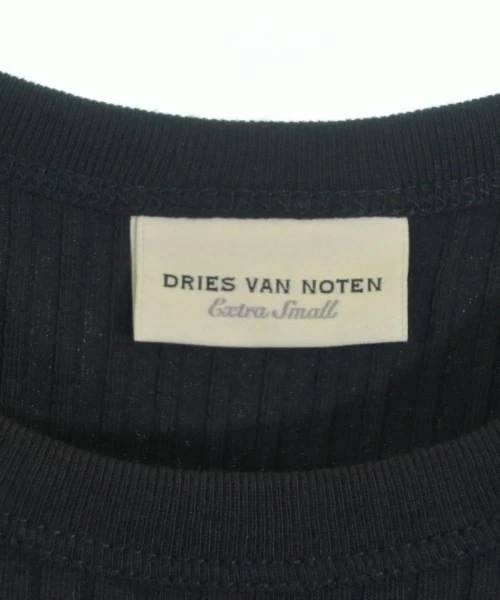 DRIES VAN NOTEN
Extra Small